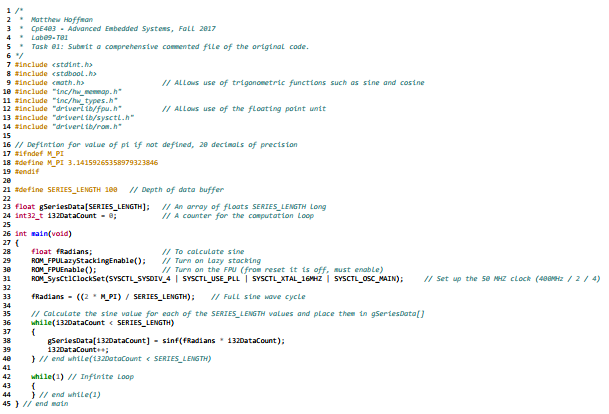 1 /*
2  *  Matthew Hoffman
3  *  CpE403 - Advanced Embedded Systems, Fall 2017
4  *  Lab09-T01
5  *  Task 01: Submit a comprehensive commented file of the original code.
6  */
7 #include <stdint.h>
8 #include <stdbool.h>
9 #include <math.h>                // Allows use of trigonometric functions such as sine and cosine
10 #include "inc/hw_memmap.h"
11 #include "inc/hw_types.h"
12 #include "driverlib/fpu.h"       // Allows use of the floating point unit
13 #include "driverlib/sysctl.h"
14 #include "driverlib/rom.h"
15
16 // Defintion for value of pi if not defined, 20 decimals of precision
17 #ifndef M_PI
18 #define M_PI 3.14159265358979323846
19 #endif
20
21 #define SERIES_LENGTH 100   // Depth of data buffer
22
23 float gSeriesData[SERIES_LENGTH];   // An array of floats SERIES_LENGTH long
24 int32_t i32DataCount = 0;           // A counter for the computation loop
25
26 int main(void)
27 {
28     float fRadians;                 // To calculate sine
29     ROM_FPULazyStackingEnable();    // Turn on lazy stacking
30     ROM_FPUEnable();                // Turn on the FPU (from reset it is off, must enable)
31     ROM_SysCtlClockSet(SYSCTL_SYSDIV_4 | SYSCTL_USE_PLL | SYSCTL_XTAL_16MHZ | SYSCTL_OSC_MAIN);     // Set up the 50 MHZ clock (400MHz / 2 / 4)
32
33     fRadians = ((2 * M_PI) / SERIES_LENGTH);    // Full sine wave cycle
34
35     // Calculate the sine value for each of the SERIES_LENGTH values and place them in gSeriesData[]
36     while(i32DataCount < SERIES_LENGTH)
37     {
38         gSeriesData[i32DataCount] = sinf(fRadians * i32DataCount);
39         i32DataCount++;
40     } // end while(i32DataCount < SERIES_LENGTH)
41
42     while(1) // Infinite Loop
43     {
44     } // end while(1)
45 } // end main